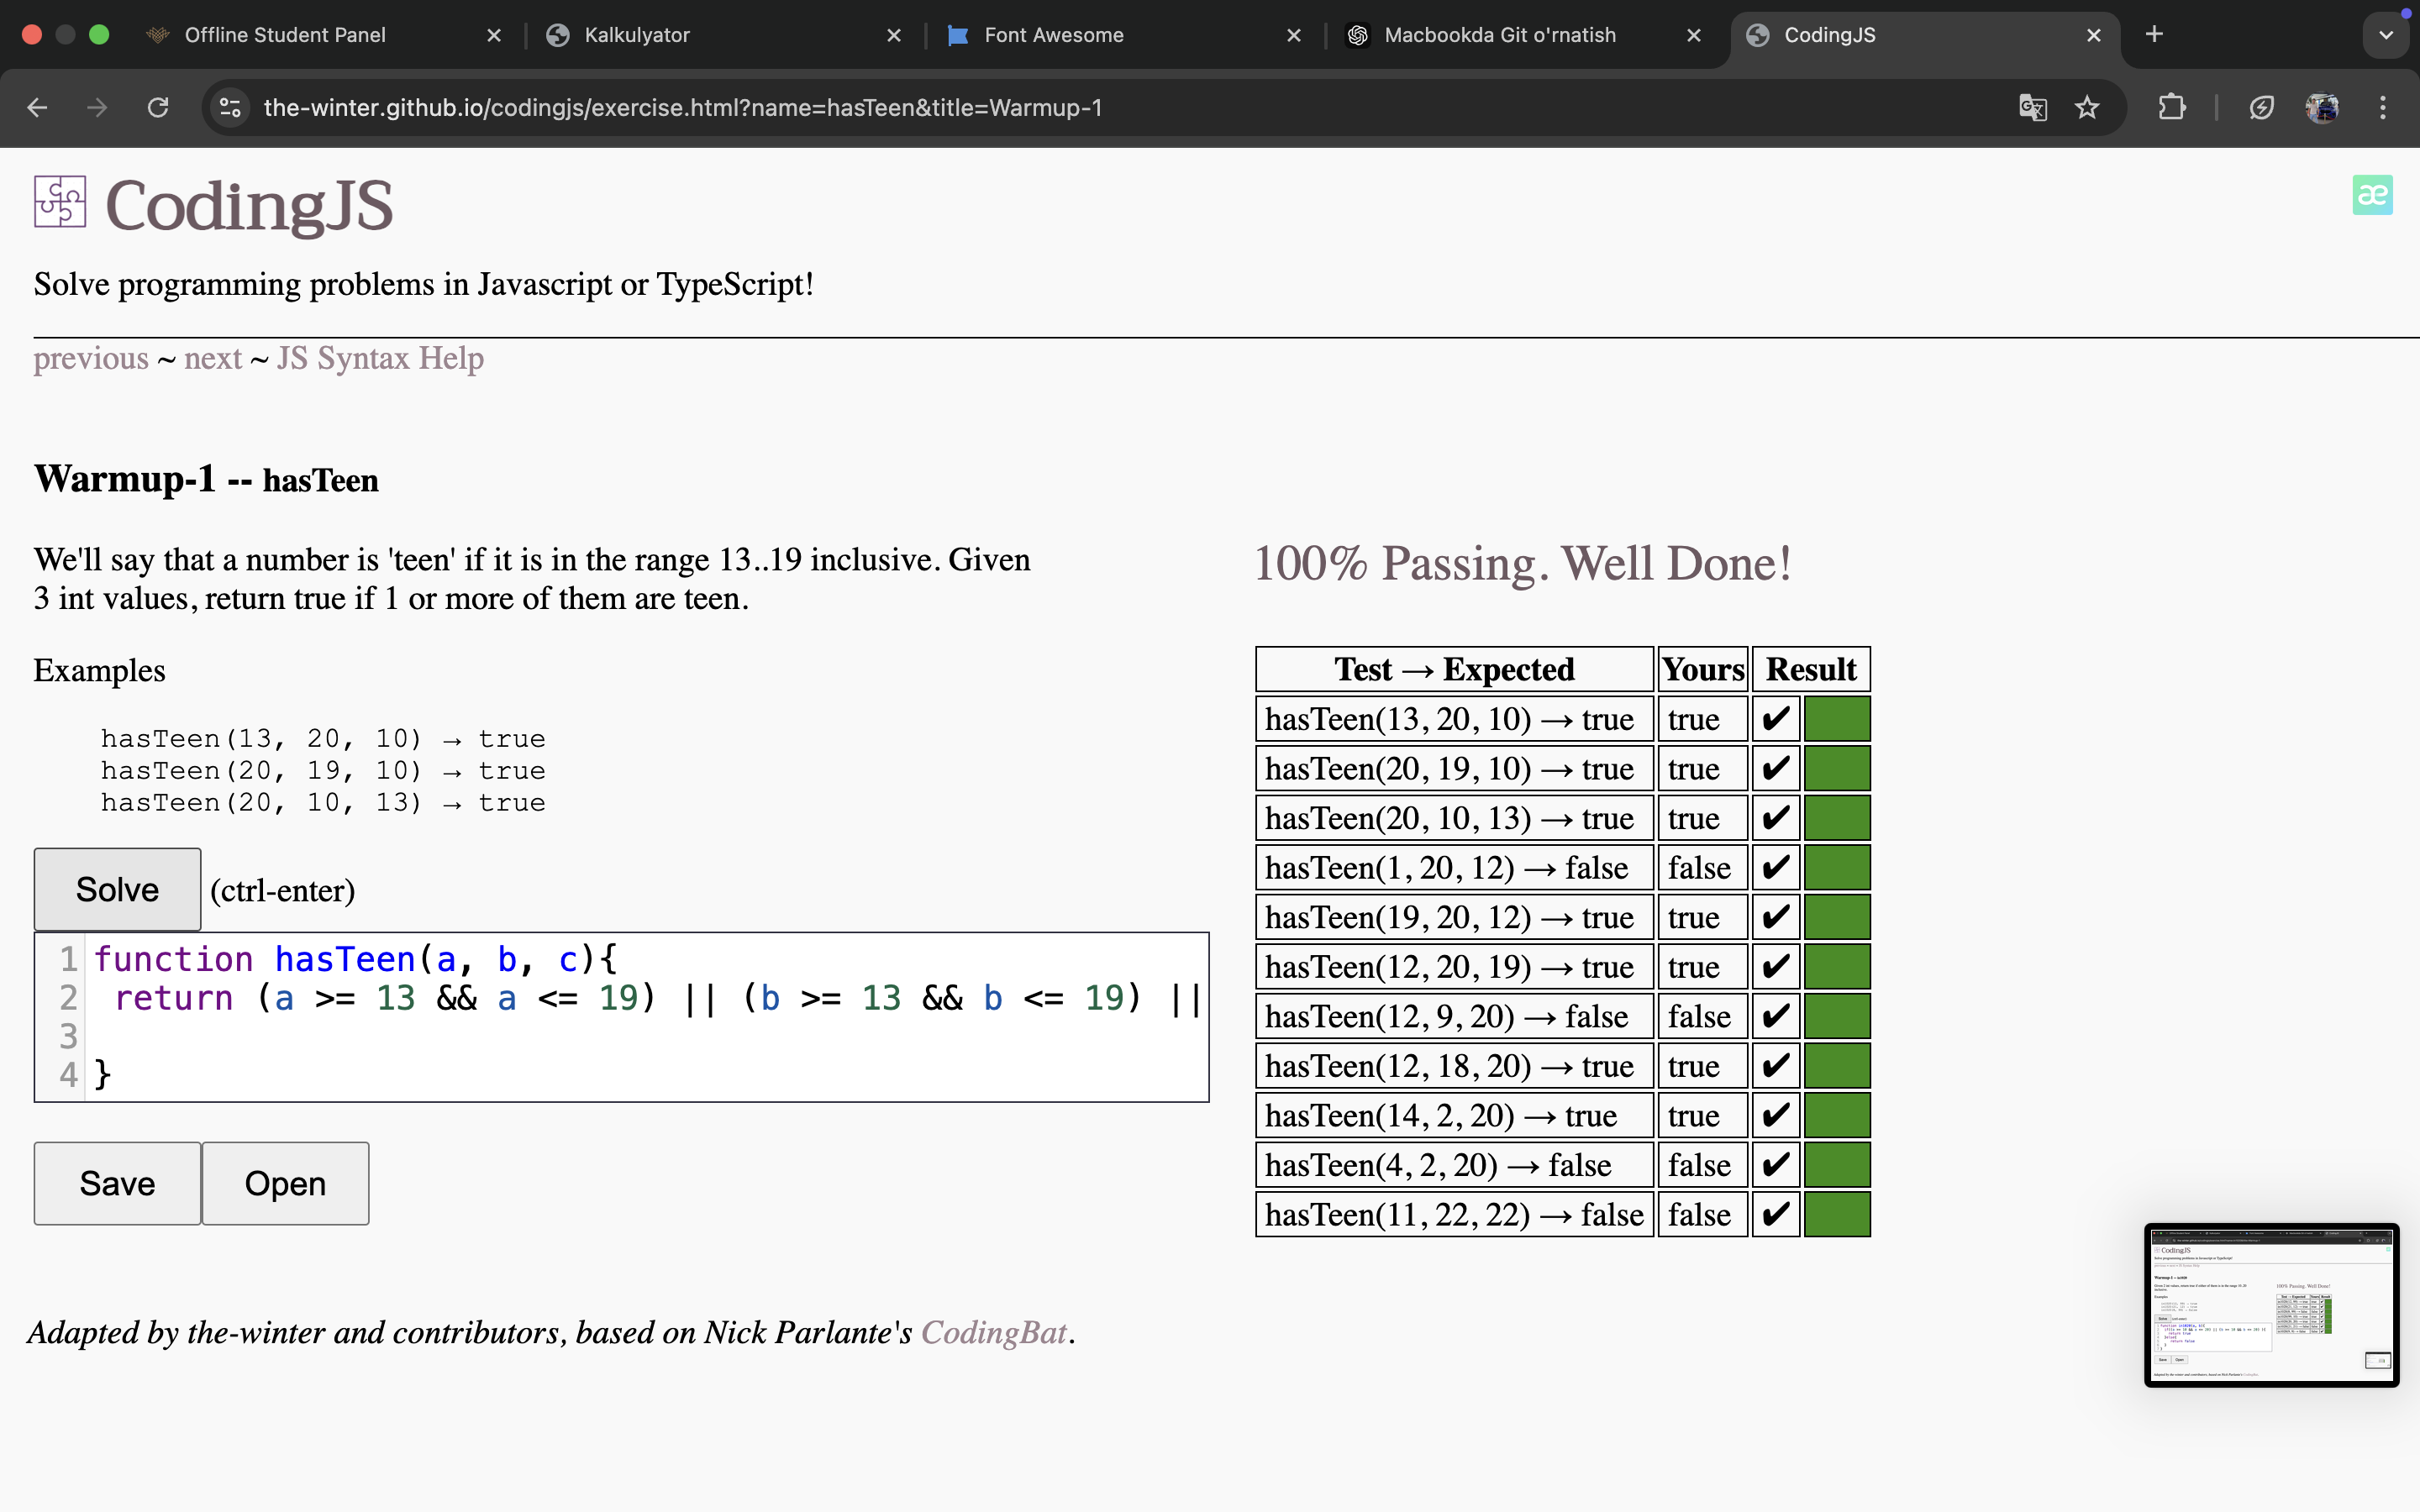 Offline Student Panel
Kalkulyator
Font Awesome
Macbookda Git o'rnatish
CodingJS
the-winter.github.io/codingjs/exercise.html?name=hasTeen&title=Warmup-1
CodingJS
æ
Solve programming problems in Javascript or TypeScript!
previous ~ next ~ JS Syntax Help
Warmup-1 -- hasTeen
We'll say that a number is 'teen' if it is in the range 13..19 inclusive. Given
3 int values, return true if 1 or more of them are teen.
Examples
hasTeen(13, 20, 10) → true
hasTeen(20, 19, 10) → true
hasTeen(20, 10, 13) → true
Solve (ctrl-enter)
1 function hasTeen(a, b, c){
2 return (a >= 13 && a <= 19) || (b >= 13 && b <= 19) ||
3
4 }
Save Open
100% Passing. Well Done!
Test → Expected Yours Result
hasTeen(13, 20, 10) → true true ✔
hasTeen(20, 19, 10) → true true ✔
hasTeen(20, 10, 13) → true true ✔
hasTeen(1, 20, 12) → false false ✔
hasTeen(19, 20, 12) → true true ✔
hasTeen(12, 20, 19) → true true ✔
hasTeen(12, 9, 20) → false false ✔
hasTeen(12, 18, 20) → true true ✔
hasTeen(14, 2, 20) → true true ✔
hasTeen(4, 2, 20) → false false ✔
hasTeen(11, 22, 22) → false false ✔
CodingJS
100% Passing. Well Done!
Adapted by the-winter and contributors, based on Nick Parlante's CodingBat.